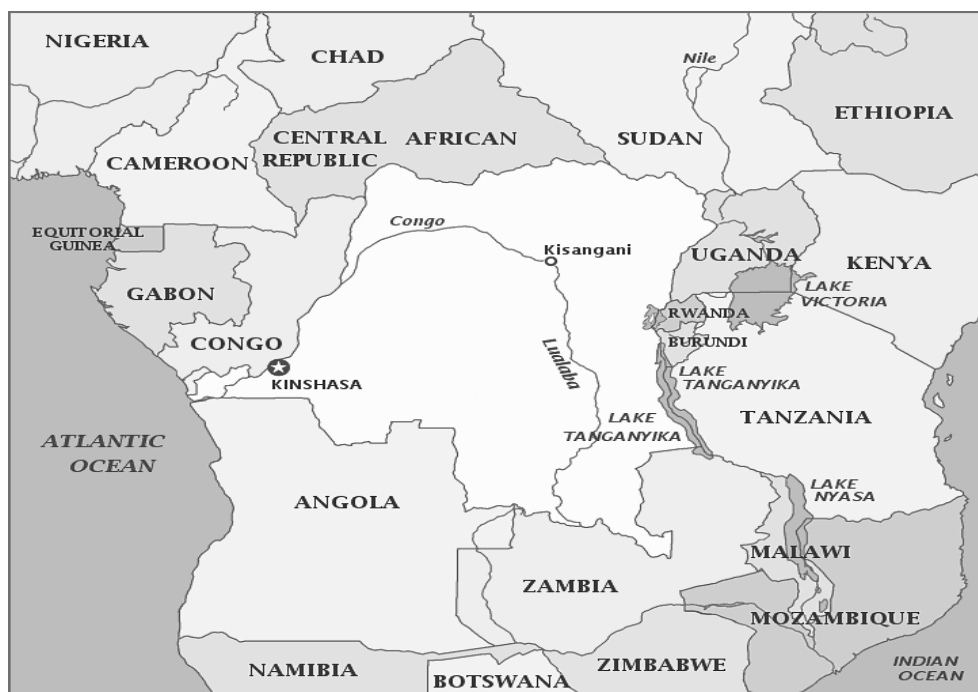 NIGERIA
CHAD
Nile
ETHIOPIA
CENTRAL AFRICAN
REPUBLIC
SUDAN
CAMEROON
Congo
EQUITORIAL
GUINEA
Kisangani
UGANDA
KENYA
GABON
LAKE
VICTORIA
RWANDA
CONGO
BURUNDI
Lualaba
KINSHASA
LAKE
TANGANYIKA
LAKE
TANGANYIKA
TANZANIA
ATLANTIC
OCEAN
LAKE
NYASA
ANGOLA
MALAWI
ZAMBIA
MOZAMBIQUE
NAMIBIA
BOTSWANA
ZIMBABWE
INDIAN
OCEAN